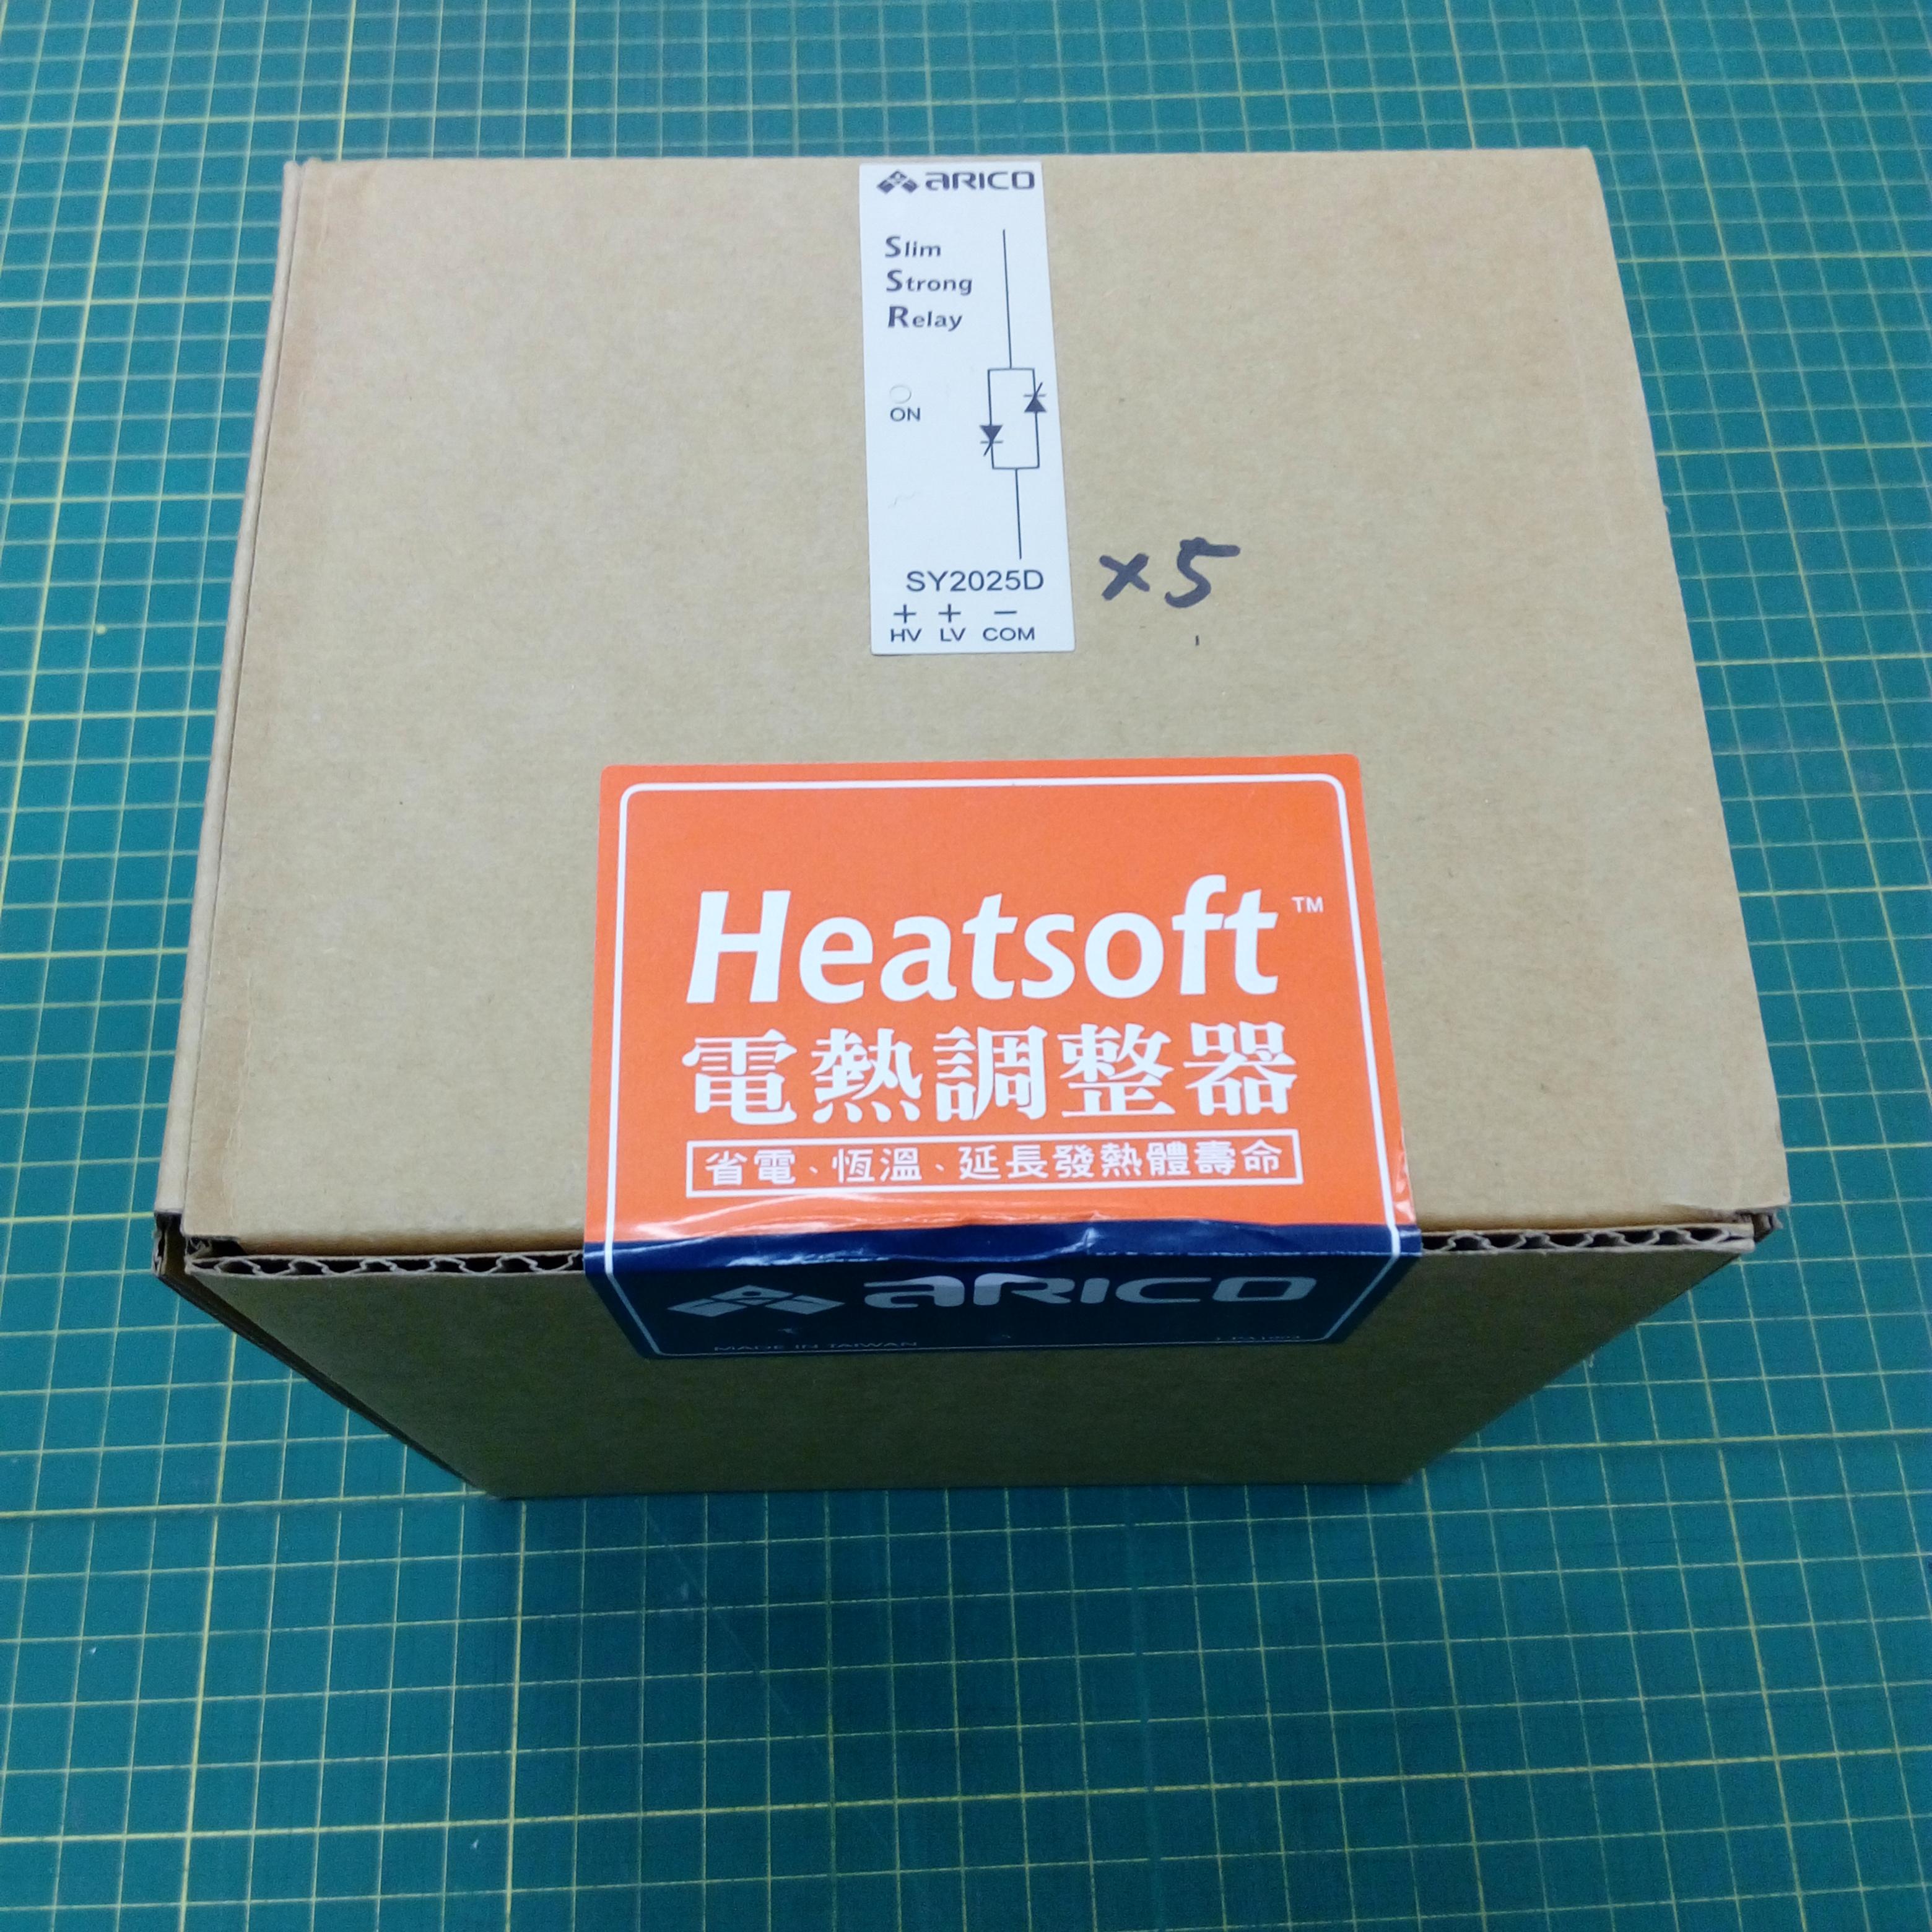 ARICO
Slim
Strong
Relay
ON
SY2025D
×5
+ + −
HV LV COM
Heatsoft™
電熱調整器
省電、恆溫、延長發熱體壽命
ARICO
MADE IN TAIWAN